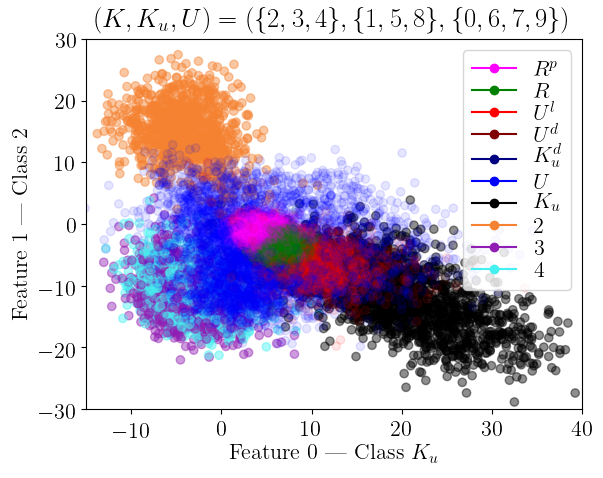 (K, K_u, U) = ({2, 3, 4}, {1, 5, 8}, {0, 6, 7, 9})
30
20
10
0
−10
−20
−30
Feature 1 — Class 2
R^p
R
U^l
U^d
K_u^d
U
K_u
2
3
4
−10
0
10
20
30
40
Feature 0 — Class K_u